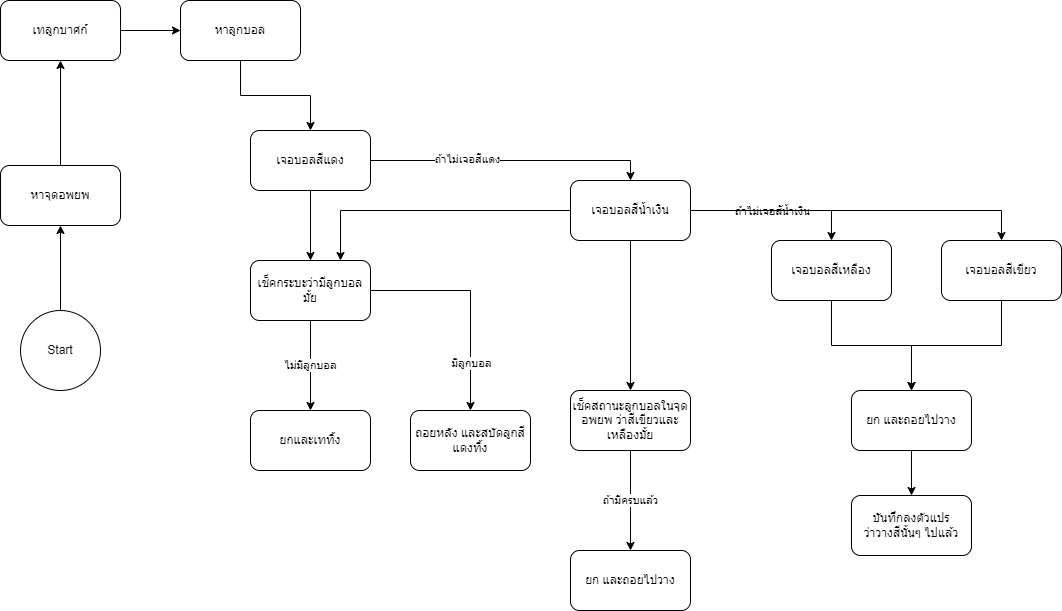 เทลูกบาศก์
หาลูกบอล
เจอบอลสีแดง
ถ้าไม่เจอสีแดง
หาจุดอพยพ
เจอบอลสีน้ำเงิน
ถ้าไม่เจอสีน้ำเงิน
เจอบอลสีเหลือง
เจอบอลสีเขียว
เช็คกระบะว่ามีลูกบอล
มั้ย
Start
ไม่มีลูกบอล
มีลูกบอล
เช็คสถานะลูกบอลในจุด
อพยพ ว่าสีเขียวและ
เหลืองมั้ย
ยก และถอยไปวาง
ยกและเททิ้ง
ถอยหลัง และสบัดลูกสี
แดงทิ้ง
ถ้ามีครบแล้ว
บันทึกลงตัวแปร
ว่าวางสีนั้นๆ ไปแล้ว
ยก และถอยไปวาง